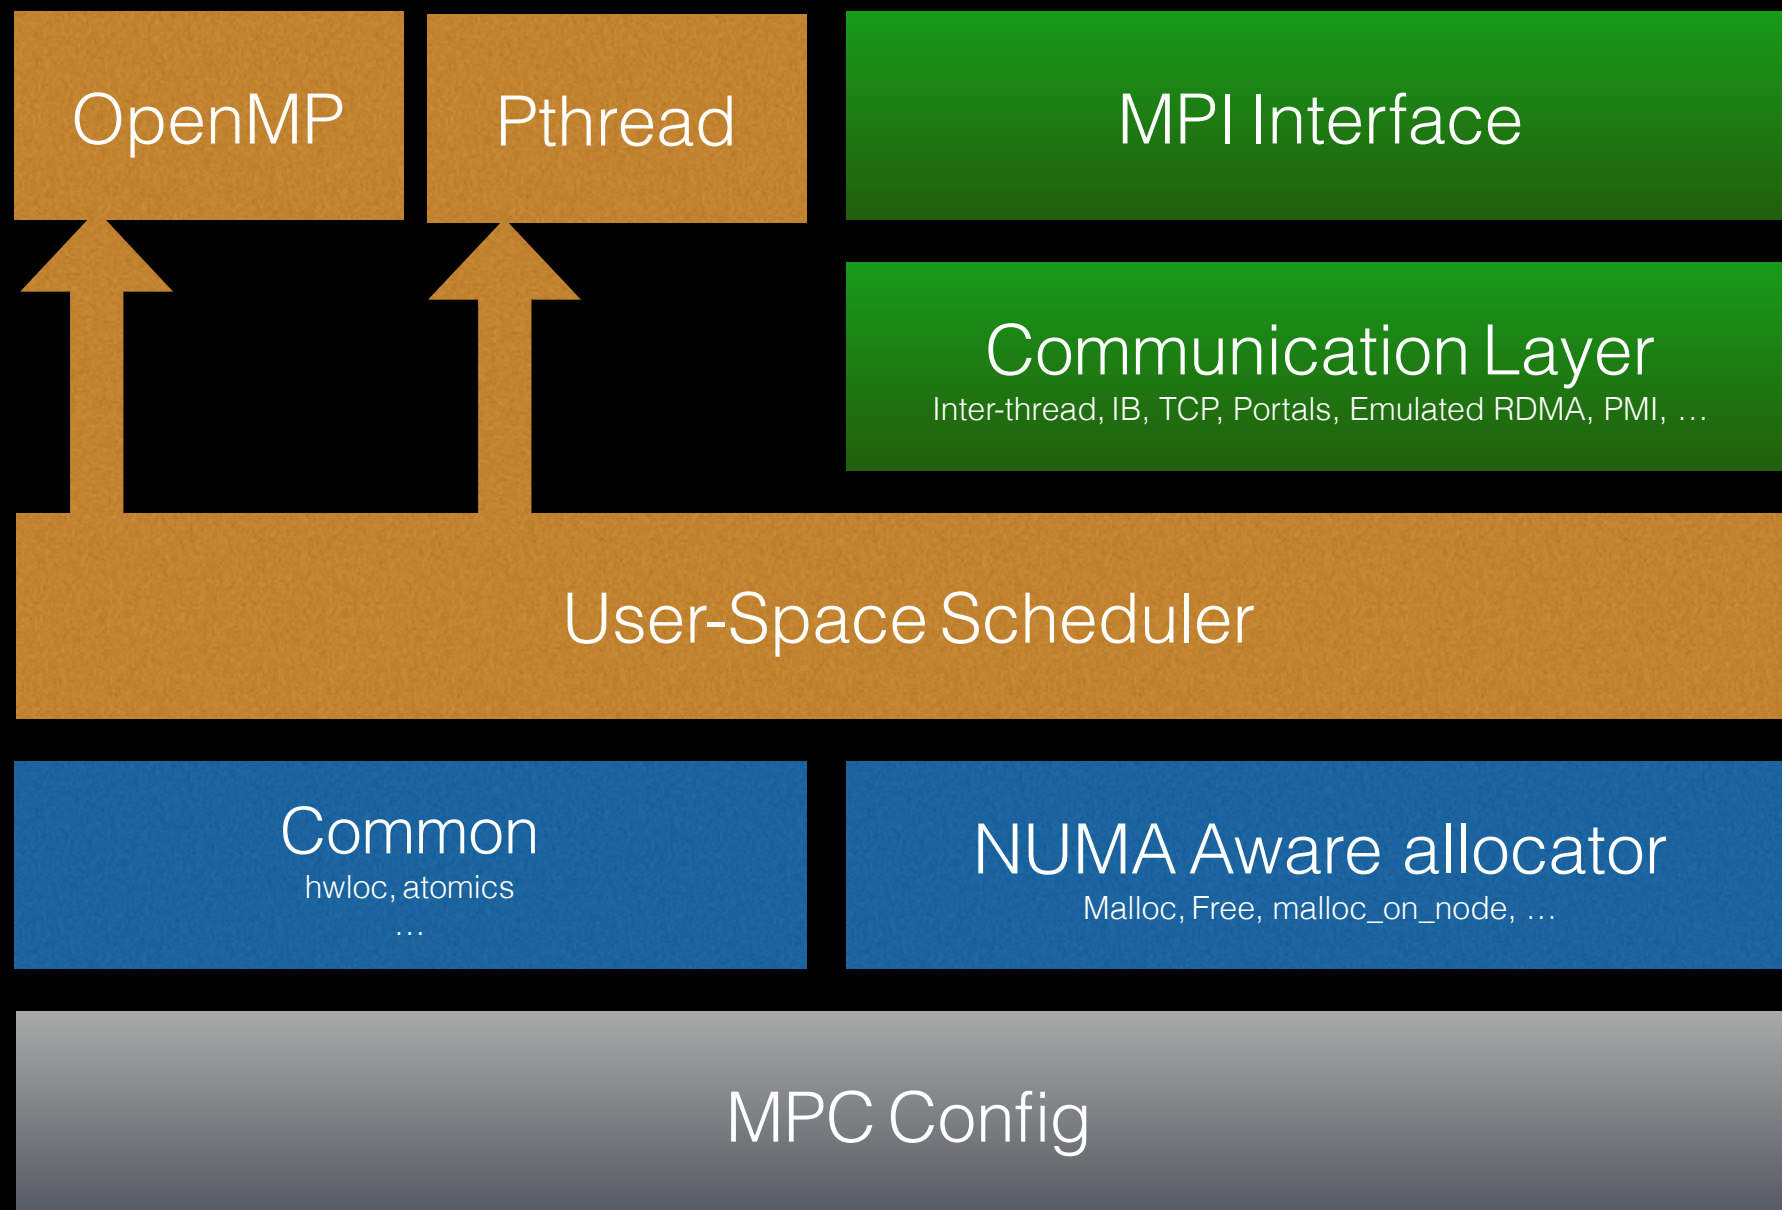 OpenMP
Pthread
MPI Interface
Communication Layer
Inter-thread, IB, TCP, Portals, Emulated RDMA, PMI, …
User-Space Scheduler
Common
hwloc, atomics
…
NUMA Aware allocator
Malloc, Free, malloc_on_node, …
MPC Config